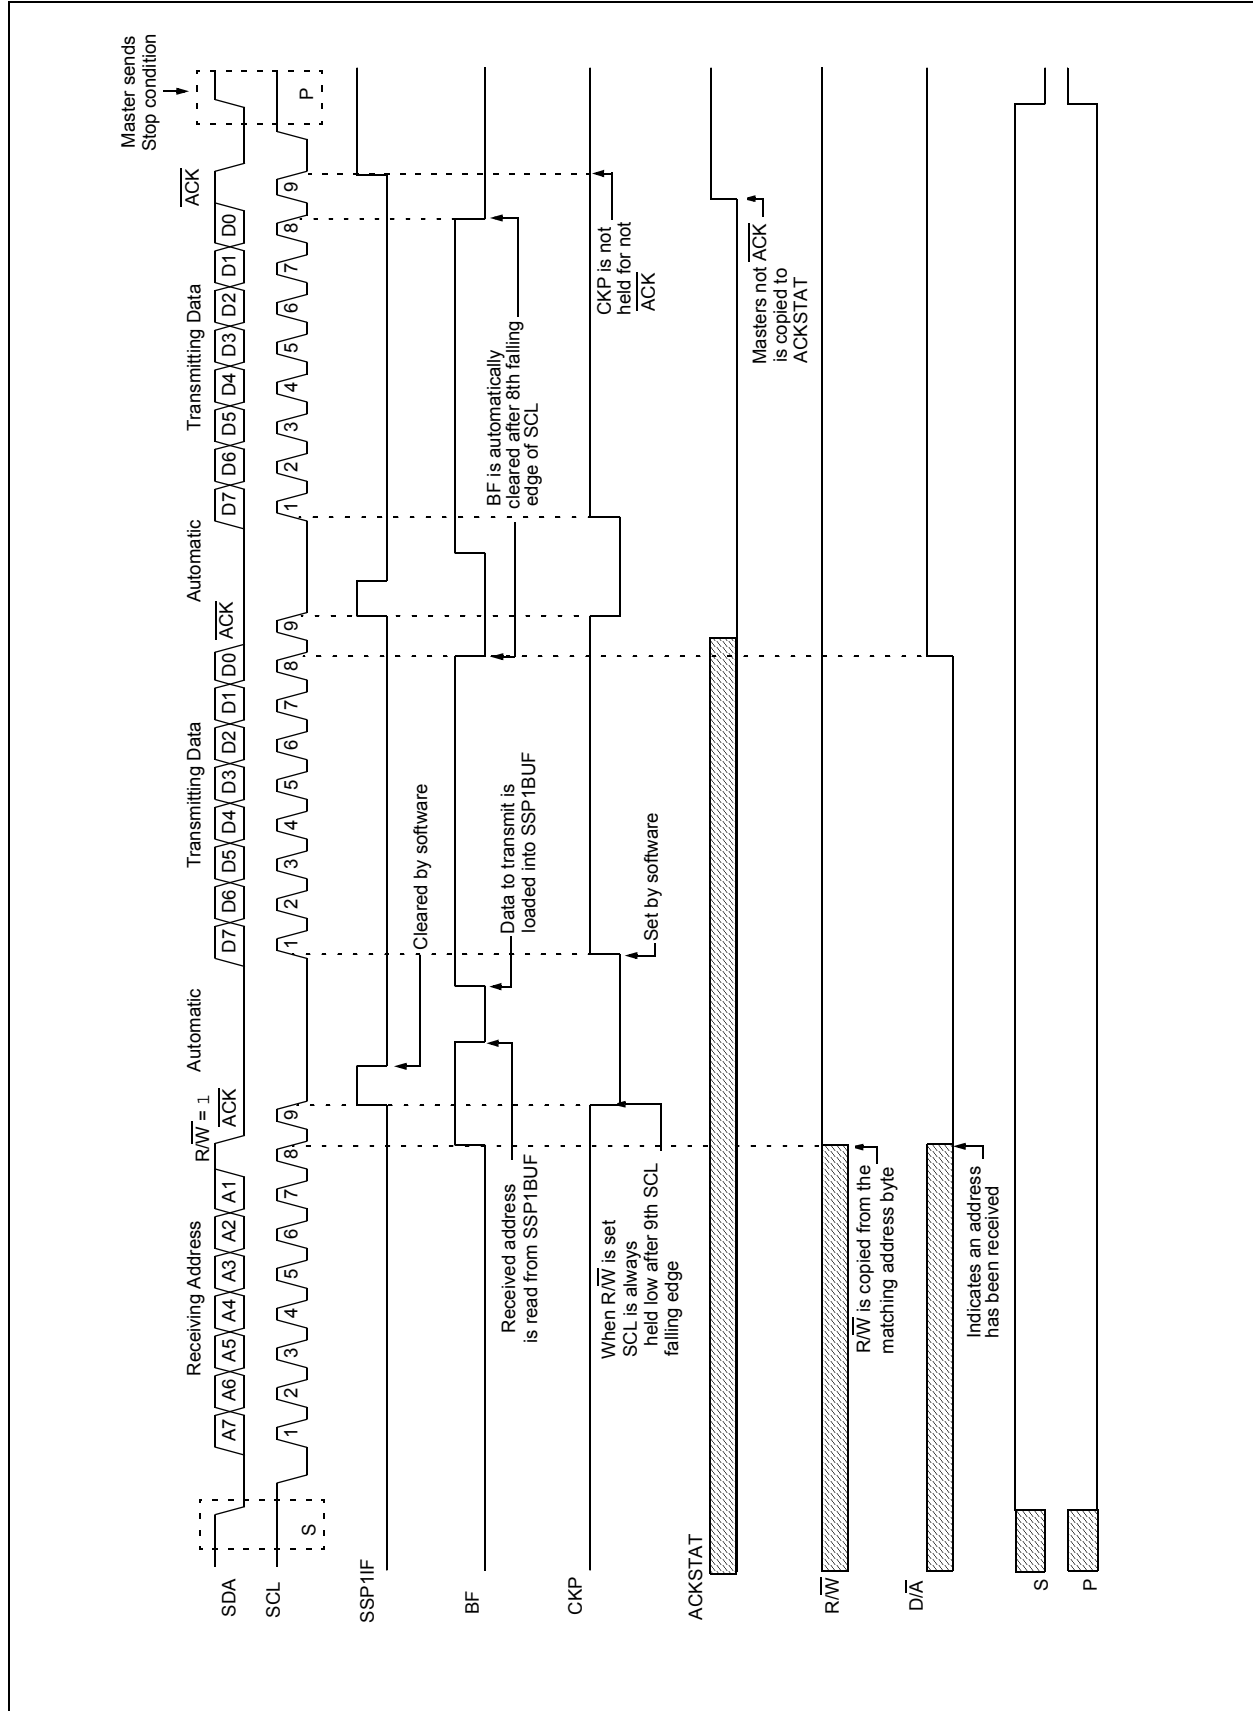 Master sends
Stop condition
Receiving Address
R/W = 1
ACK
Automatic
Transmitting Data
ACK
Automatic
Transmitting Data
ACK
SDA
A7 A6 A5 A4 A3 A2 A1
D7 D6 D5 D4 D3 D2 D1 D0
D7 D6 D5 D4 D3 D2 D1 D0
SCL
S
1 2 3 4 5 6 7 8 9
1 2 3 4 5 6 7 8 9
1 2 3 4 5 6 7 8 9
P
SSP1IF
Cleared by software
BF
Received address
is read from SSP1BUF
Data to transmit is
loaded into SSP1BUF
BF is automatically
cleared after 8th falling
edge of SCL
CKP
When R/W is set
SCL is always
held low after 9th SCL
falling edge
Set by software
CKP is not
held for not
ACK
ACKSTAT
Masters not ACK
is copied to
ACKSTAT
R/W
R/W is copied from the
matching address byte
D/A
Indicates an address
has been received
S
P